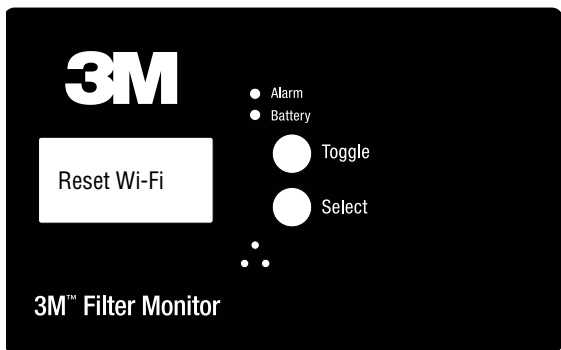 3M
Alarm
Battery
Toggle
Reset Wi-Fi
Select
3M™ Filter Monitor